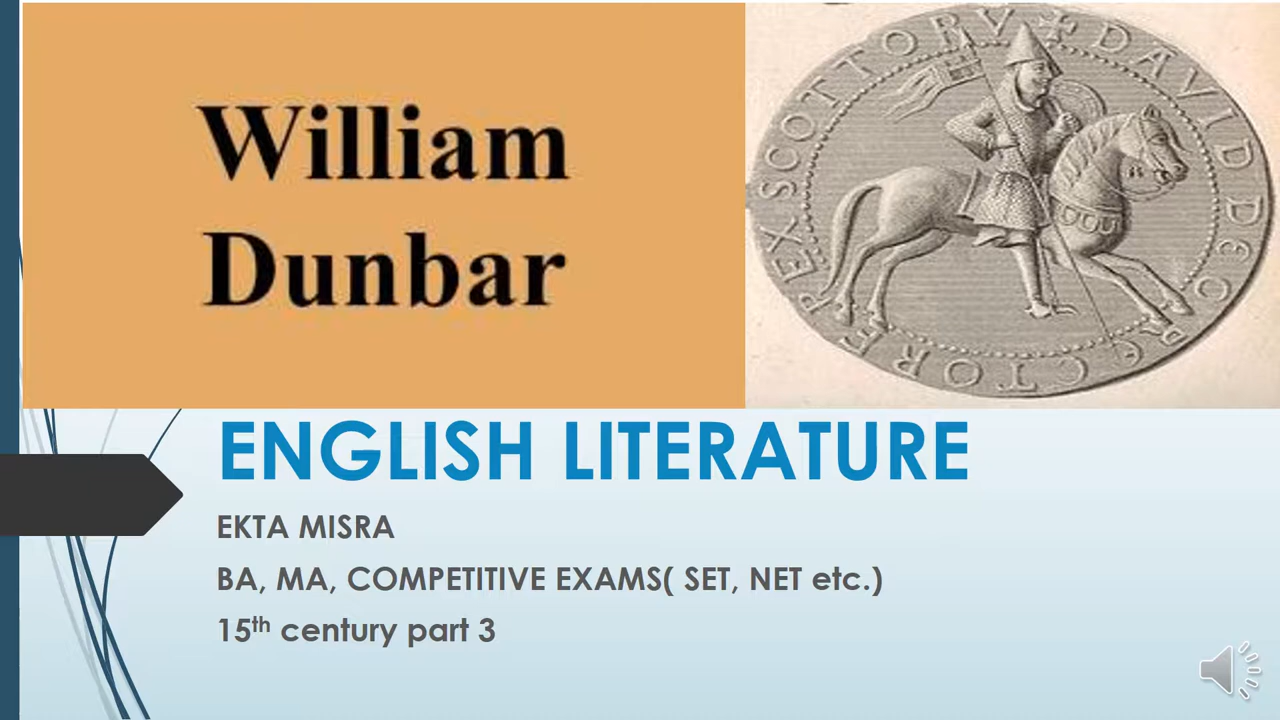 William
Dunbar
✠ DAVID DEO RECTORE REX SCOTTORV
ENGLISH LITERATURE
EKTA MISRA
BA, MA, COMPETITIVE EXAMS( SET, NET etc.)
15th century part 3